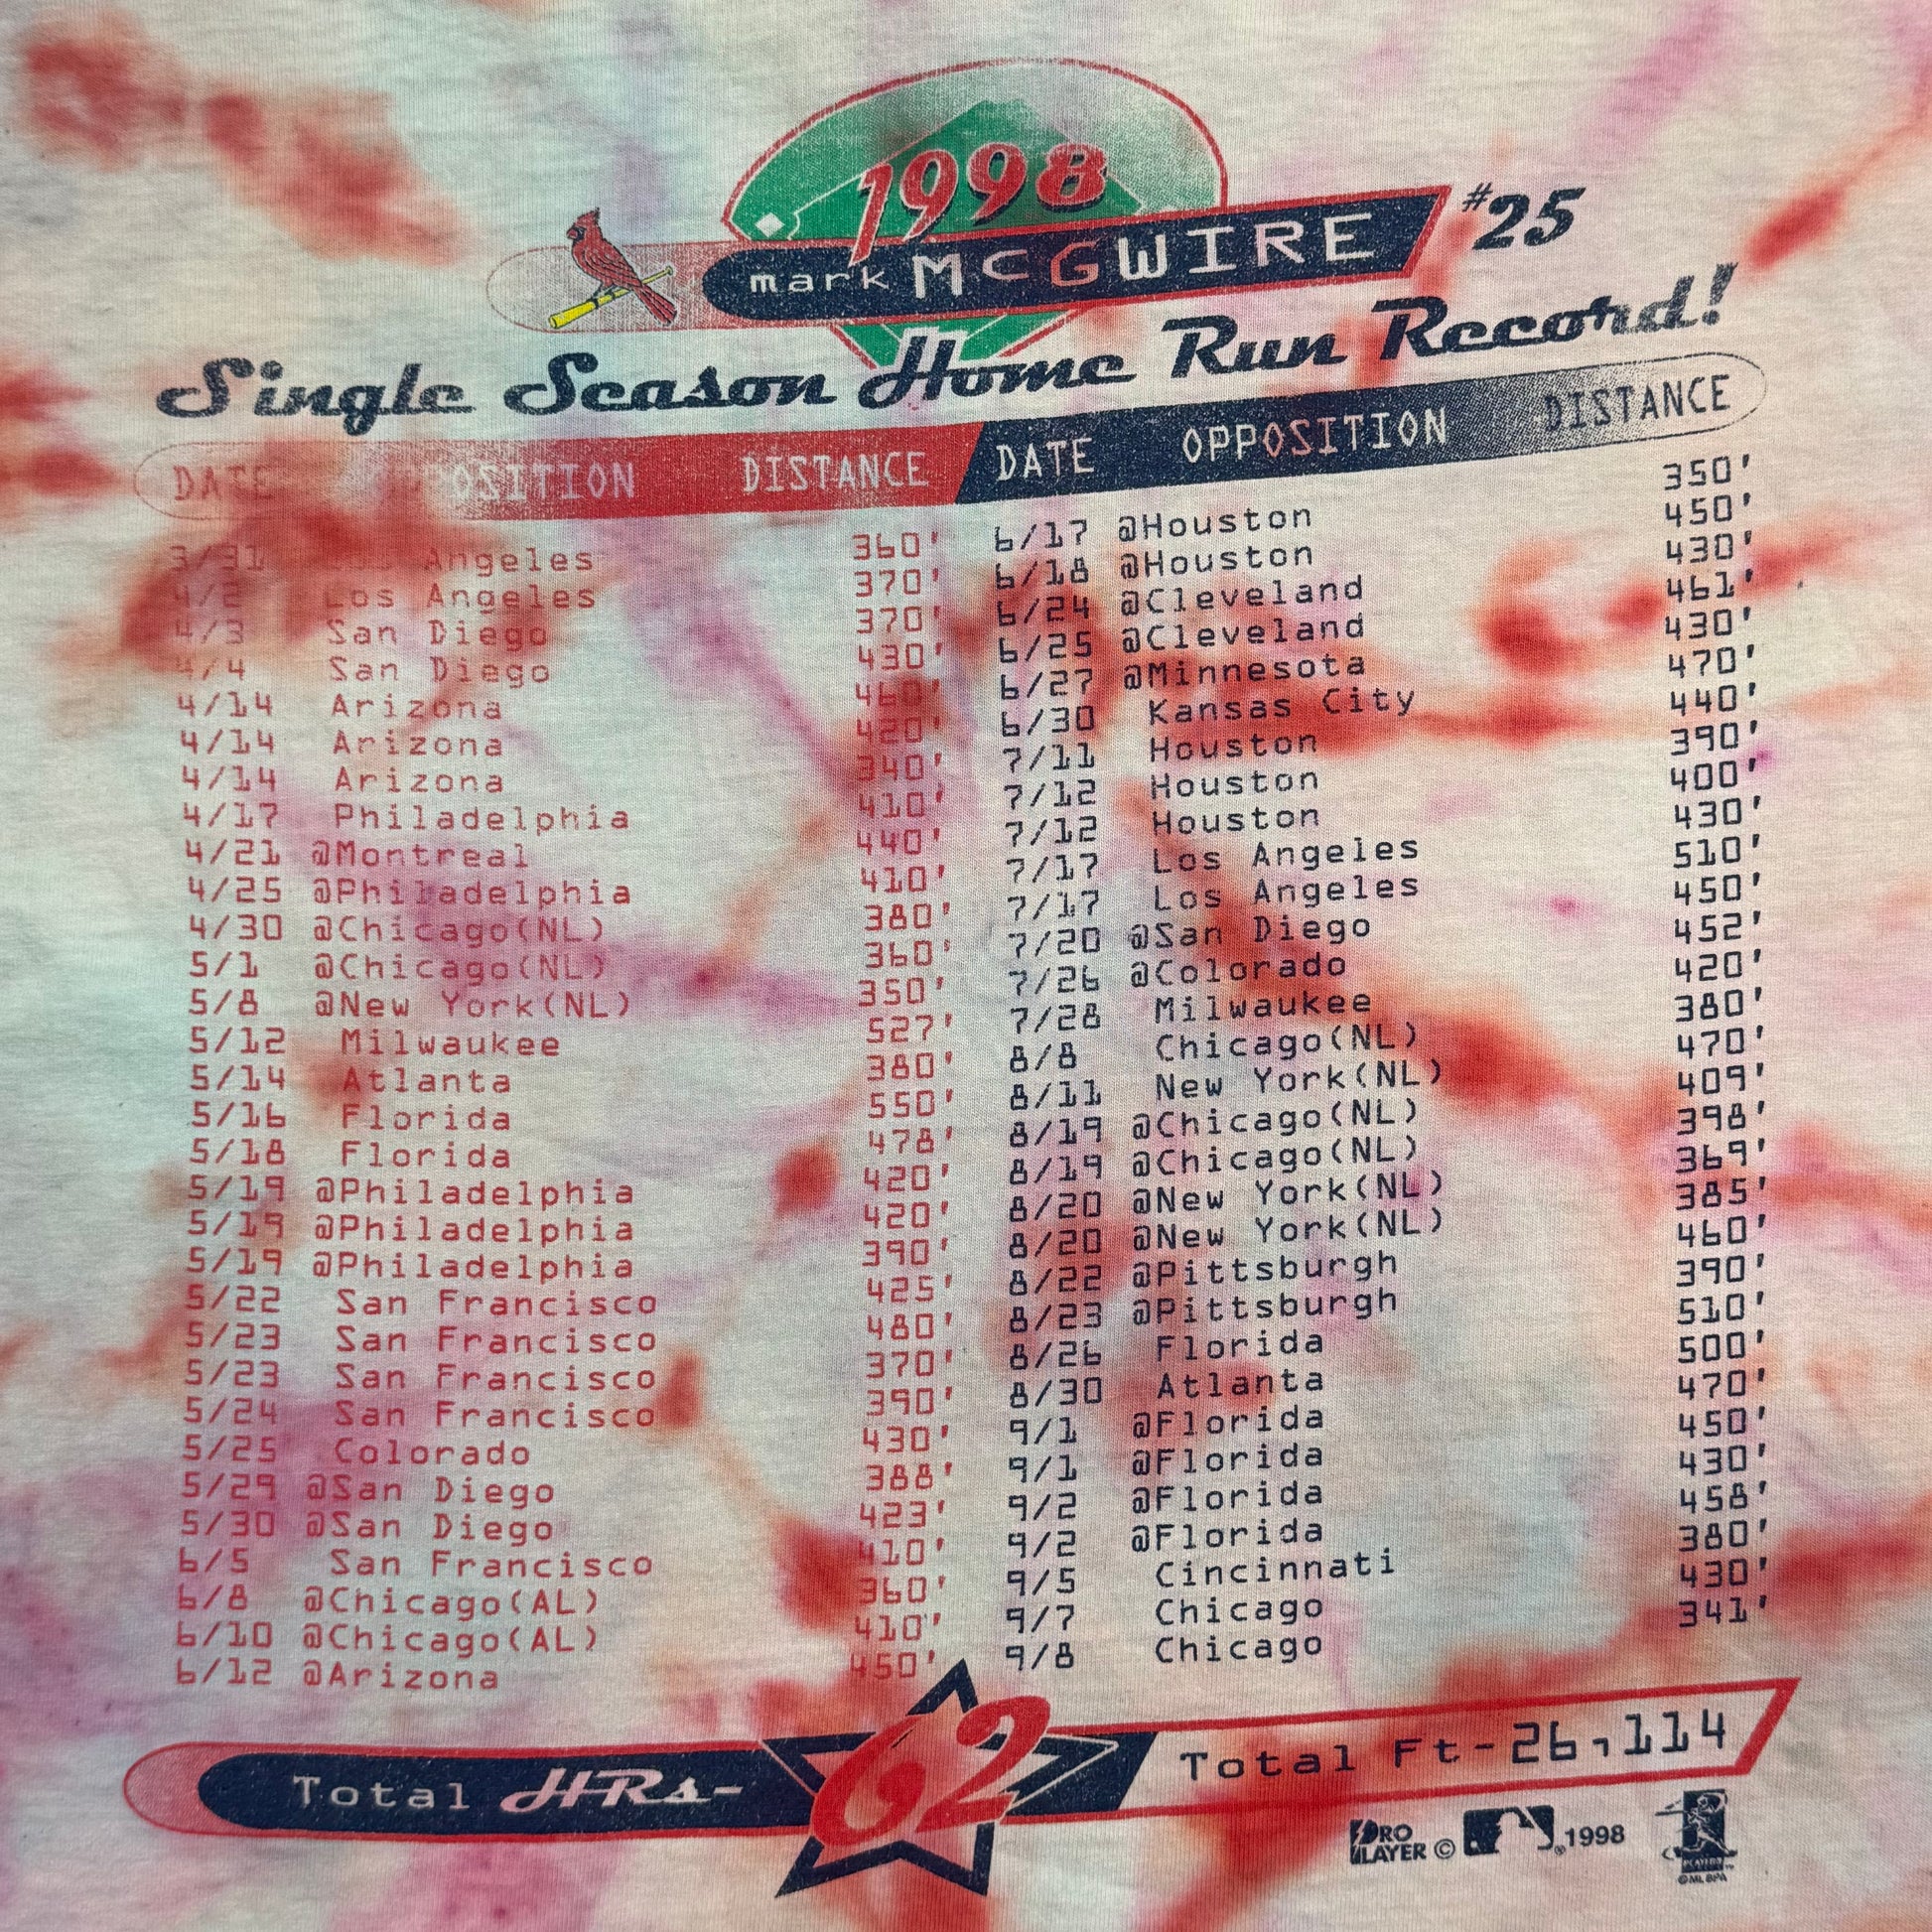 1998
mark McGWIRE #25
Single Season Home Run Record!
DATE OPPOSITION DISTANCE
3/31 Los Angeles 360'
4/2 Los Angeles 370'
4/3 San Diego 370'
4/4 San Diego 430'
4/14 Arizona 460'
4/14 Arizona 420'
4/14 Arizona 340'
4/17 Philadelphia 410'
4/21 @Montreal 440'
4/25 @Philadelphia 410'
4/30 @Chicago(NL) 380'
5/1 @Chicago(NL) 360'
5/8 @New York(NL) 350'
5/12 Milwaukee 527'
5/14 Atlanta 380'
5/16 Florida 550'
5/18 Florida 478'
5/19 @Philadelphia 420'
5/19 @Philadelphia 420'
5/19 @Philadelphia 390'
5/22 San Francisco 425'
5/23 San Francisco 480'
5/23 San Francisco 370'
5/24 San Francisco 390'
5/25 Colorado 430'
5/29 @San Diego 388'
5/30 @San Diego 423'
6/5 San Francisco 410'
6/8 @Chicago(AL) 360'
6/10 @Chicago(AL) 410'
6/12 @Arizona 450'
DATE OPPOSITION DISTANCE
6/17 @Houston 350'
6/18 @Houston 450'
6/24 @Cleveland 430'
6/25 @Cleveland 461'
6/27 @Minnesota 430'
6/30 Kansas City 470'
7/11 Houston 440'
7/12 Houston 390'
7/12 Houston 400'
7/17 Los Angeles 430'
7/17 Los Angeles 510'
7/20 @San Diego 450'
7/26 @Colorado 452'
7/28 Milwaukee 420'
8/8 Chicago(NL) 380'
8/11 New York(NL) 470'
8/19 @Chicago(NL) 409'
8/19 @Chicago(NL) 398'
8/20 @New York(NL) 369'
8/20 @New York(NL) 385'
8/22 @Pittsburgh 460'
8/23 @Pittsburgh 390'
8/26 Florida 510'
8/30 Atlanta 500'
9/1 @Florida 470'
9/1 @Florida 450'
9/2 @Florida 430'
9/2 @Florida 458'
9/5 Cincinnati 380'
9/7 Chicago 430'
9/8 Chicago 341'
Total HRs- 62 Total Ft-26,114
PRO PLAYER © ® 1998
PLAYERS
©MLBPA